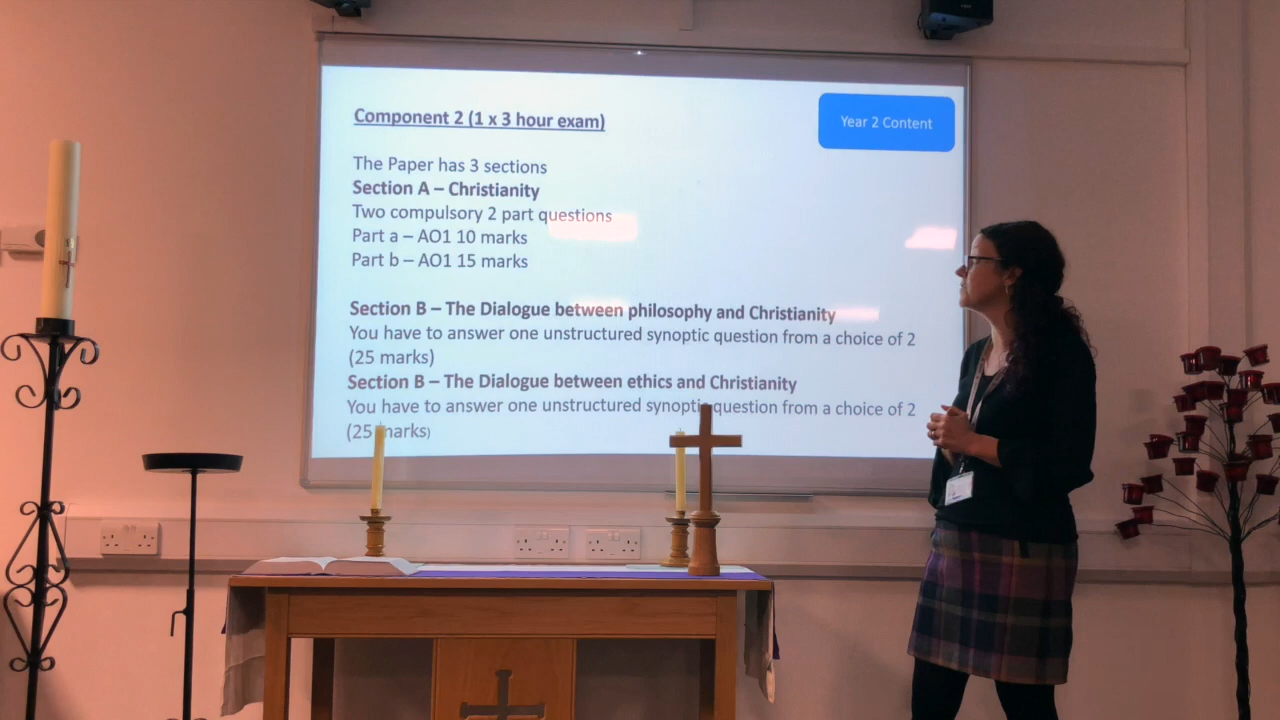 Component 2 (1 x 3 hour exam)
Year 2 Content
The Paper has 3 sections
Section A – Christianity
Two compulsory 2 part questions
Part a – AO1 10 marks
Part b – AO1 15 marks
Section B – The Dialogue between philosophy and Christianity
You have to answer one unstructured synoptic question from a choice of 2
(25 marks)
Section B – The Dialogue between ethics and Christianity
You have to answer one unstructured synoptic question from a choice of 2
(25 marks)